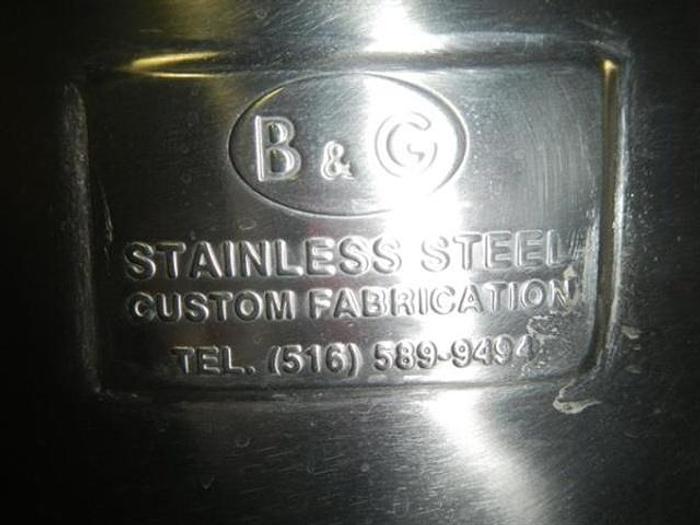 B & G
STAINLESS STEEL
CUSTOM FABRICATION
TEL. (516) 589-9494